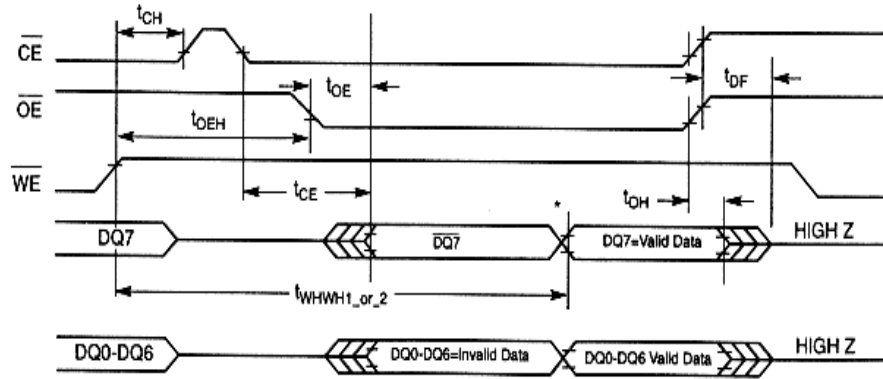 tCH
CE
tOE
tDF
OE
tOEH
WE
tCE
tOH
*
DQ7
DQ7
DQ7=Valid Data
HIGH Z
tWHWH1_or_2
DQ0-DQ6
DQ0-DQ6=Invalid Data
DQ0-DQ6 Valid Data
HIGH Z